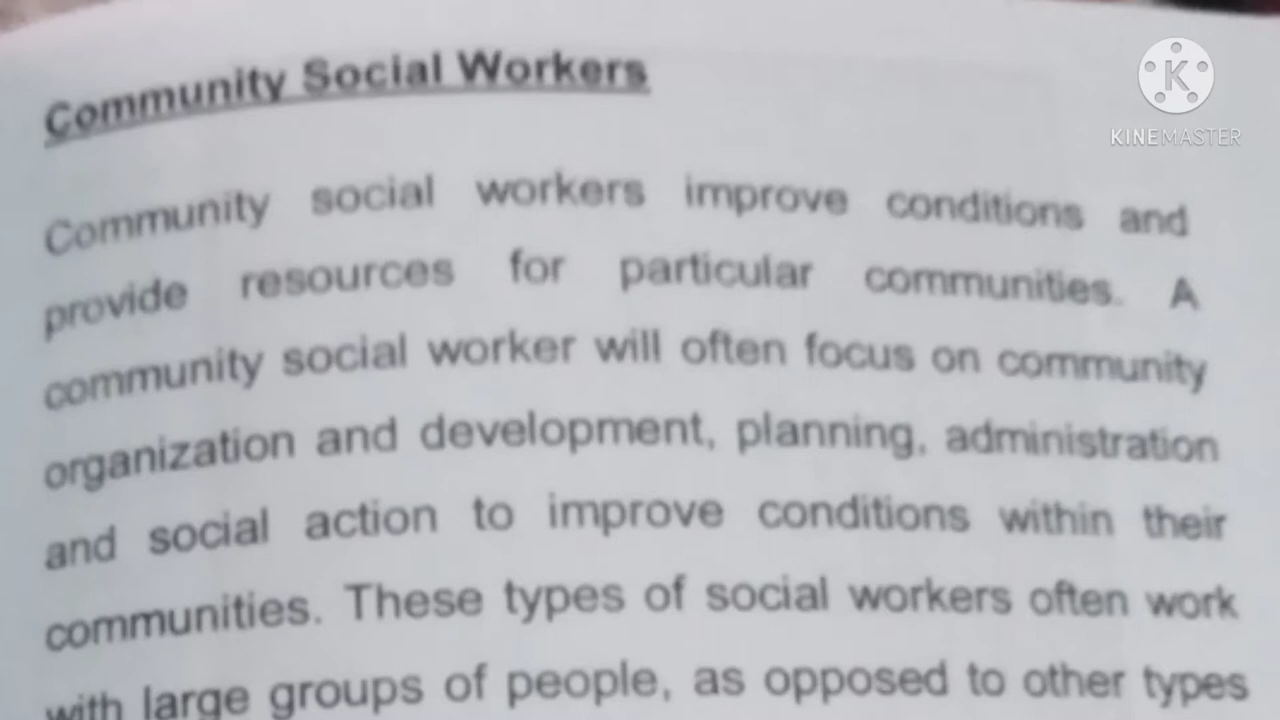 Community Social Workers
K
KINEMASTER
Community social workers improve conditions and
provide resources for particular communities. A
community social worker will often focus on community
organization and development, planning, administration
and social action to improve conditions within their
communities. These types of social workers often work
with large groups of people, as opposed to other types